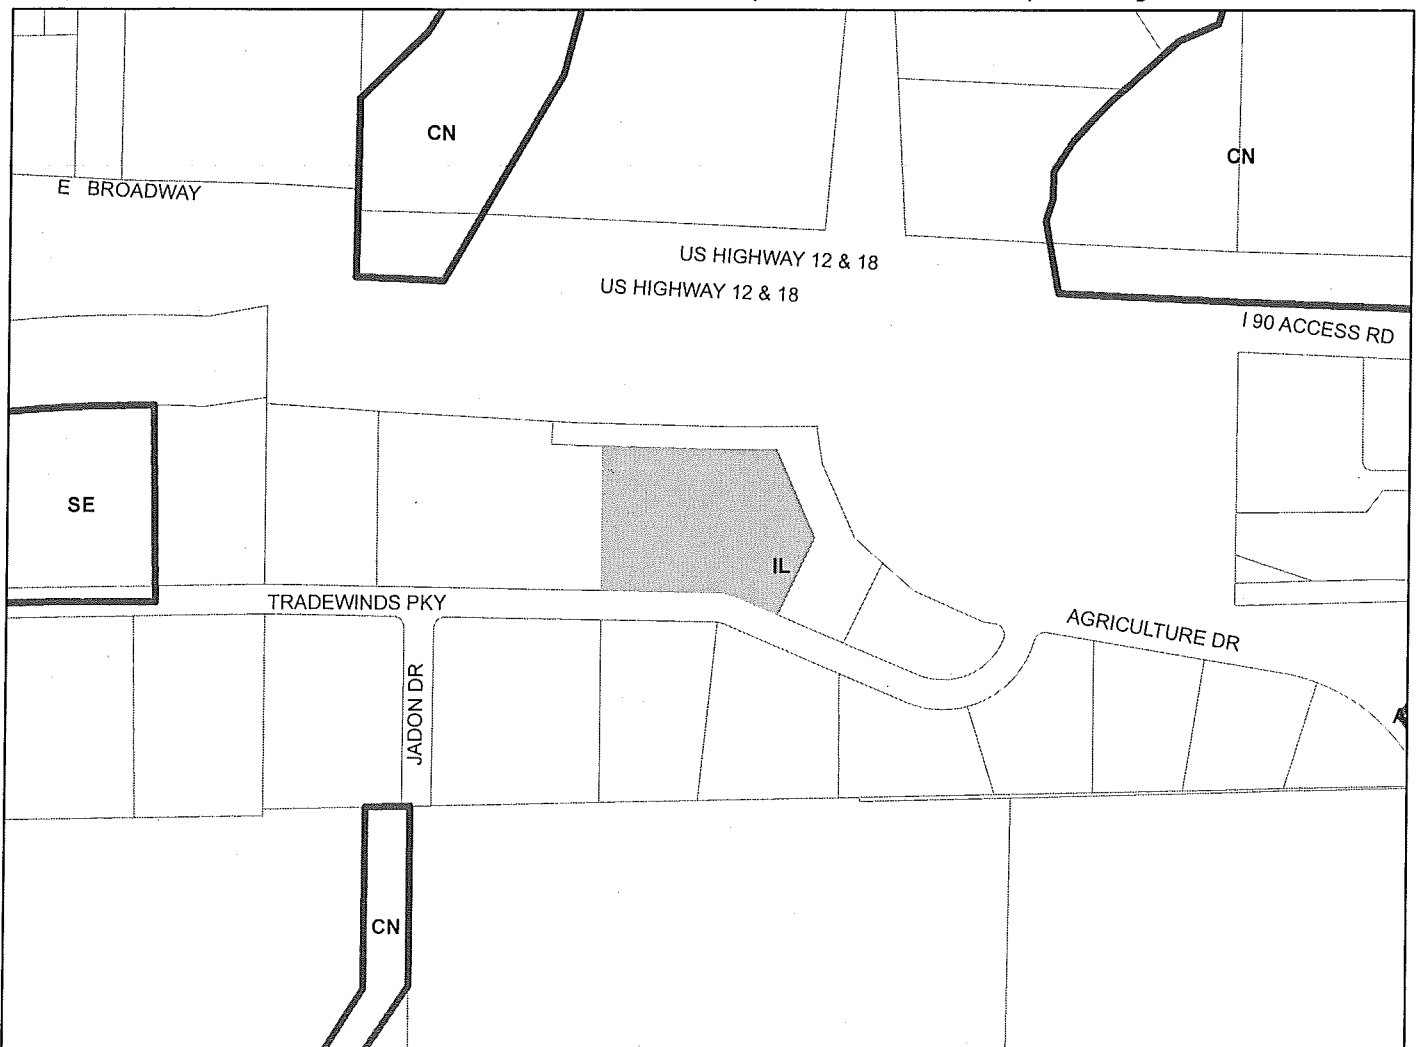 CN
CN
E BROADWAY
US HIGHWAY 12 & 18
US HIGHWAY 12 & 18
I 90 ACCESS RD
SE
IL
TRADEWINDS PKY
AGRICULTURE DR
JADON DR
CN